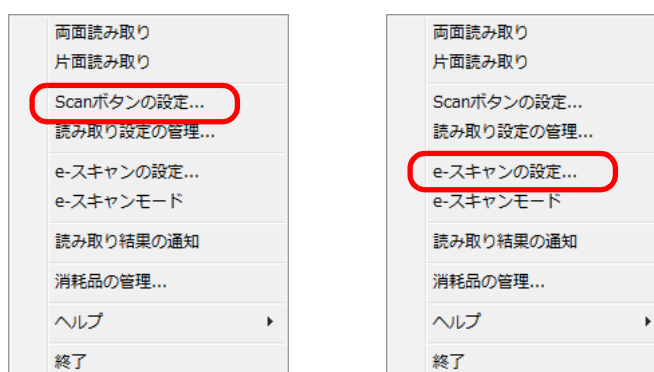 両面読み取り
片面読み取り
Scanボタンの設定...
読み取り設定の管理...
e-スキャンの設定...
e-スキャンモード
読み取り結果の通知
消耗品の管理...
ヘルプ
終了
両面読み取り
片面読み取り
Scanボタンの設定...
読み取り設定の管理...
e-スキャンの設定...
e-スキャンモード
読み取り結果の通知
消耗品の管理...
ヘルプ
終了